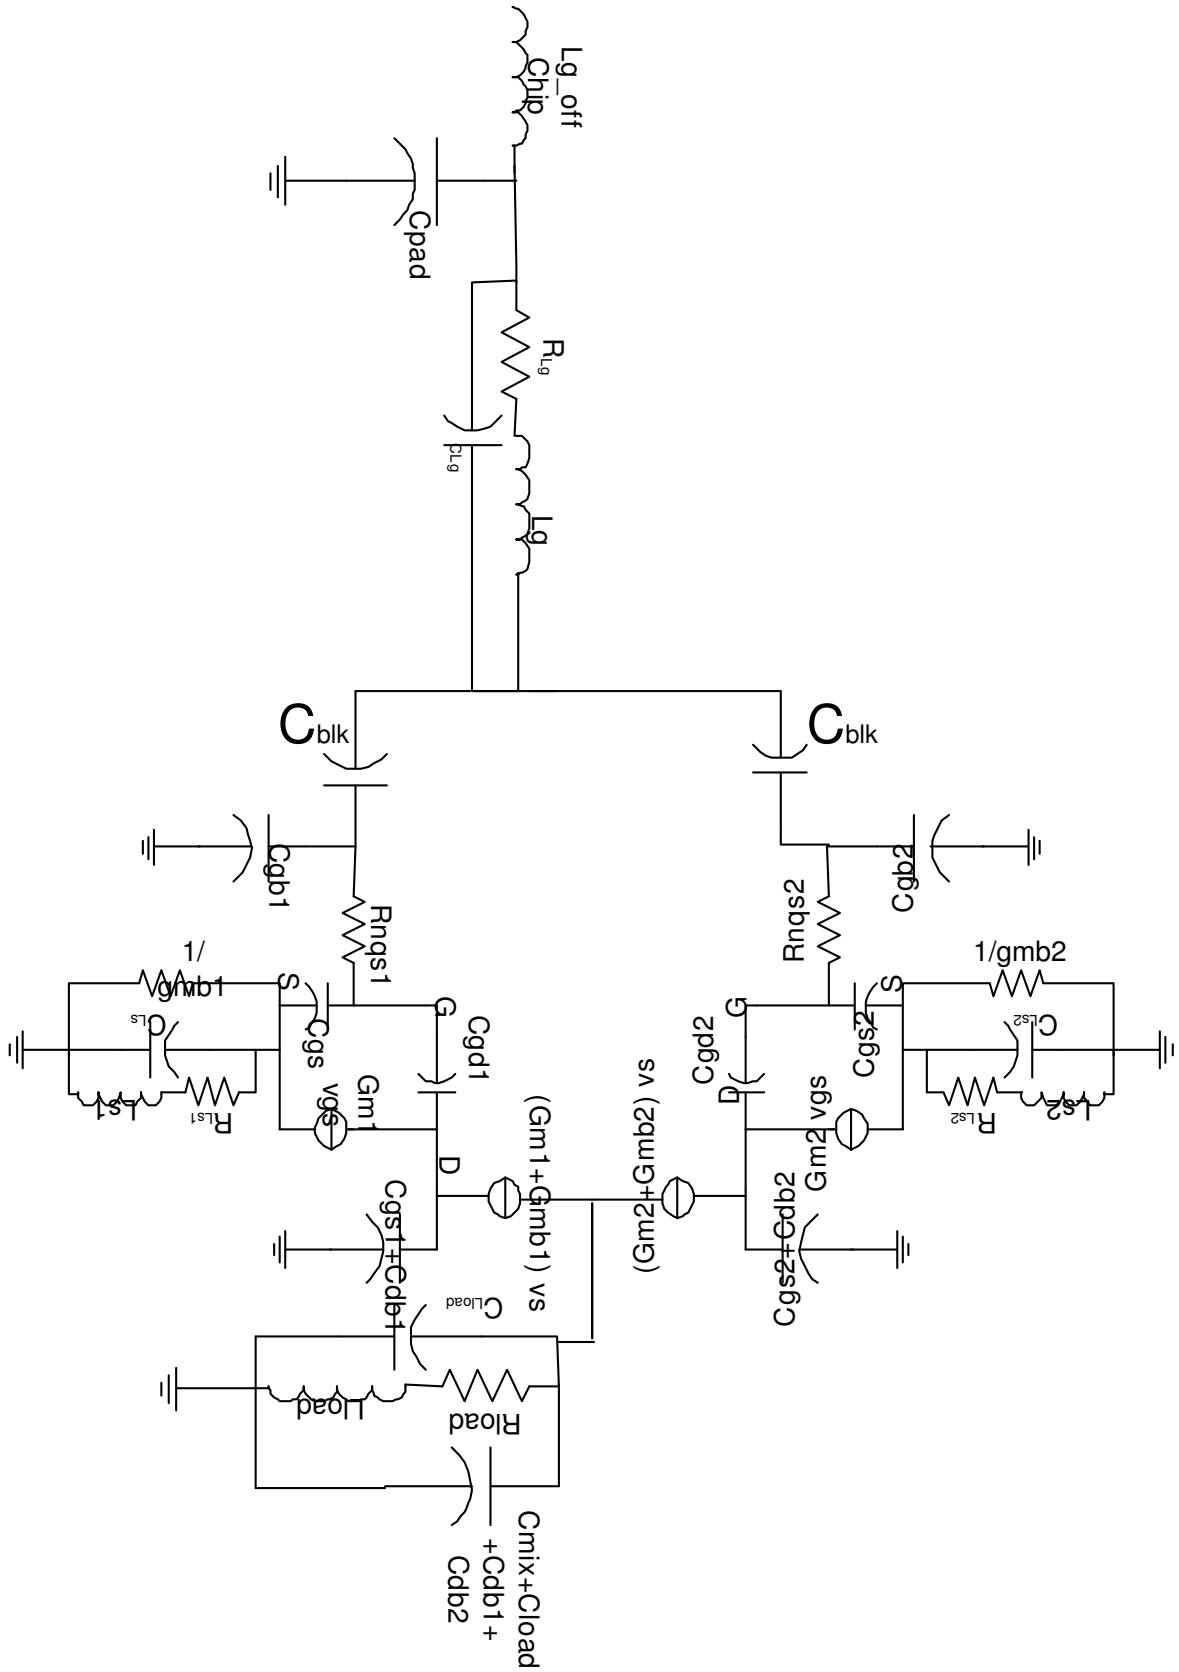 Lg_off
Chip
Cpad
RLg
CLg
Lg
Cblk
Cblk
Cgb1
Cgb2
Rnqs1
Rnqs2
1/
gmb1
1/gmb2
S
S
CLs
CLs2
Cgs
Cgs2
G
G
Cgd1
Cgd2
Ls1
RLs1
RLs2
Ls2
Gm1
vgs
Gm2 vgs
D
D
(Gm1+Gmb1) vs
(Gm2+Gmb2) vs
Cgs1+Cdb1
Cgs2+Cdb2
CLoad
Lload
Rload
Cmix+Cload
+Cdb1+
Cdb2